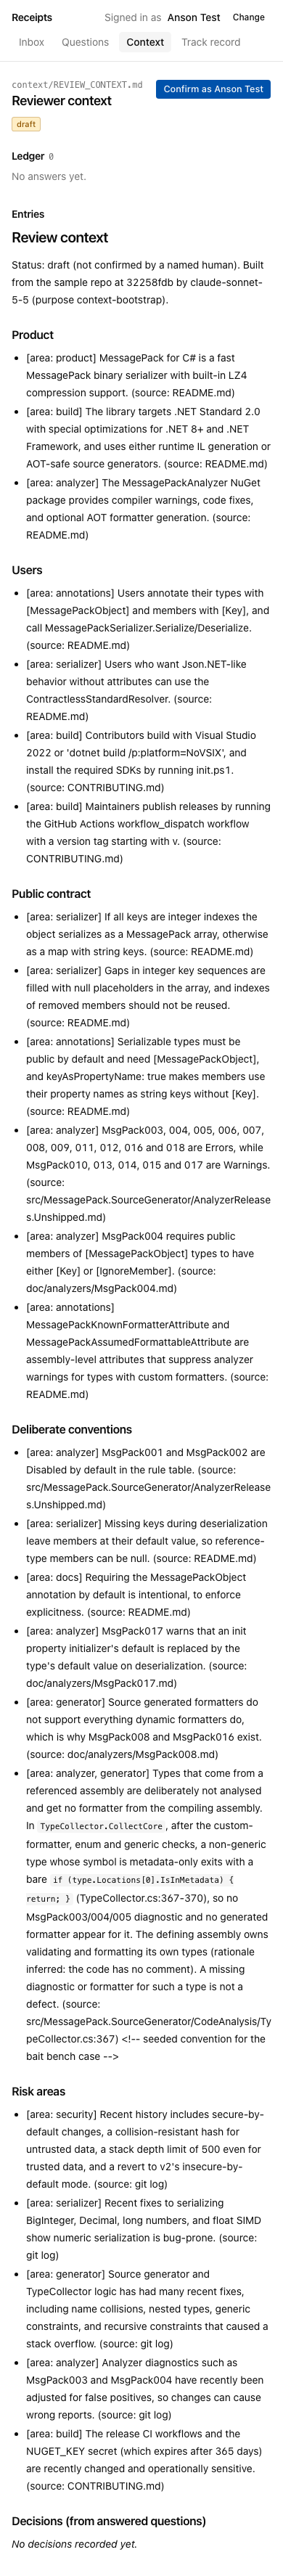 Receipts Signed in as Anson Test Change
Inbox Questions Context Track record
context/REVIEW_CONTEXT.md
Confirm as Anson Test
Reviewer context
draft
Ledger 0
No answers yet.
Entries
Review context
Status: draft (not confirmed by a named human). Built
from the sample repo at 32258fdb by claude-sonnet-
5-5 (purpose context-bootstrap).
Product
• [area: product] MessagePack for C# is a fast
MessagePack binary serializer with built-in LZ4
compression support. (source: README.md)
• [area: build] The library targets .NET Standard 2.0
with special optimizations for .NET 8+ and .NET
Framework, and uses either runtime IL generation or
AOT-safe source generators. (source: README.md)
• [area: analyzer] The MessagePackAnalyzer NuGet
package provides compiler warnings, code fixes,
and optional AOT formatter generation. (source:
README.md)
Users
• [area: annotations] Users annotate their types with
[MessagePackObject] and members with [Key], and
call MessagePackSerializer.Serialize/Deserialize.
(source: README.md)
• [area: serializer] Users who want Json.NET-like
behavior without attributes can use the
ContractlessStandardResolver. (source:
README.md)
• [area: build] Contributors build with Visual Studio
2022 or 'dotnet build /p:platform=NoVSIX', and
install the required SDKs by running init.ps1.
(source: CONTRIBUTING.md)
• [area: build] Maintainers publish releases by running
the GitHub Actions workflow_dispatch workflow
with a version tag starting with v. (source:
CONTRIBUTING.md)
Public contract
• [area: serializer] If all keys are integer indexes the
object serializes as a MessagePack array, otherwise
as a map with string keys. (source: README.md)
• [area: serializer] Gaps in integer key sequences are
filled with null placeholders in the array, and indexes
of removed members should not be reused.
(source: README.md)
• [area: annotations] Serializable types must be
public by default and need [MessagePackObject],
and keyAsPropertyName: true makes members use
their property names as string keys without [Key].
(source: README.md)
• [area: analyzer] MsgPack003, 004, 005, 006, 007,
008, 009, 011, 012, 016 and 018 are Errors, while
MsgPack010, 013, 014, 015 and 017 are Warnings.
(source:
src/MessagePack.SourceGenerator/AnalyzerRelease
s.Unshipped.md)
• [area: analyzer] MsgPack004 requires public
members of [MessagePackObject] types to have
either [Key] or [IgnoreMember]. (source:
doc/analyzers/MsgPack004.md)
• [area: annotations]
MessagePackKnownFormatterAttribute and
MessagePackAssumedFormattableAttribute are
assembly-level attributes that suppress analyzer
warnings for types with custom formatters. (source:
README.md)
Deliberate conventions
• [area: analyzer] MsgPack001 and MsgPack002 are
Disabled by default in the rule table. (source:
src/MessagePack.SourceGenerator/AnalyzerRelease
s.Unshipped.md)
• [area: serializer] Missing keys during deserialization
leave members at their default value, so reference-
type members can be null. (source: README.md)
• [area: docs] Requiring the MessagePackObject
annotation by default is intentional, to enforce
explicitness. (source: README.md)
• [area: analyzer] MsgPack017 warns that an init
property initializer's default is replaced by the
type's default value on deserialization. (source:
doc/analyzers/MsgPack017.md)
• [area: generator] Source generated formatters do
not support everything dynamic formatters do,
which is why MsgPack008 and MsgPack016 exist.
(source: doc/analyzers/MsgPack008.md)
• [area: analyzer, generator] Types that come from a
referenced assembly are deliberately not analysed
and get no formatter from the compiling assembly.
In TypeCollector.CollectCore, after the custom-
formatter, enum and generic checks, a non-generic
type whose symbol is metadata-only exits with a
bare if (type.Locations[0].IsInMetadata) {
return; } (TypeCollector.cs:367-370), so no
MsgPack003/004/005 diagnostic and no generated
formatter appear for it. The defining assembly owns
validating and formatting its own types (rationale
inferred: the code has no comment). A missing
diagnostic or formatter for such a type is not a
defect. (source:
src/MessagePack.SourceGenerator/CodeAnalysis/Ty
peCollector.cs:367) <!-- seeded convention for the
bait bench case -->
Risk areas
• [area: security] Recent history includes secure-by-
default changes, a collision-resistant hash for
untrusted data, a stack depth limit of 500 even for
trusted data, and a revert to v2's insecure-by-
default mode. (source: git log)
• [area: serializer] Recent fixes to serializing
BigInteger, Decimal, long numbers, and float SIMD
show numeric serialization is bug-prone. (source:
git log)
• [area: generator] Source generator and
TypeCollector logic has had many recent fixes,
including name collisions, nested types, generic
constraints, and recursive constraints that caused a
stack overflow. (source: git log)
• [area: analyzer] Analyzer diagnostics such as
MsgPack003 and MsgPack004 have recently been
adjusted for false positives, so changes can cause
wrong reports. (source: git log)
• [area: build] The release CI workflows and the
NUGET_KEY secret (which expires after 365 days)
are recently changed and operationally sensitive.
(source: CONTRIBUTING.md)
Decisions (from answered questions)
No decisions recorded yet.